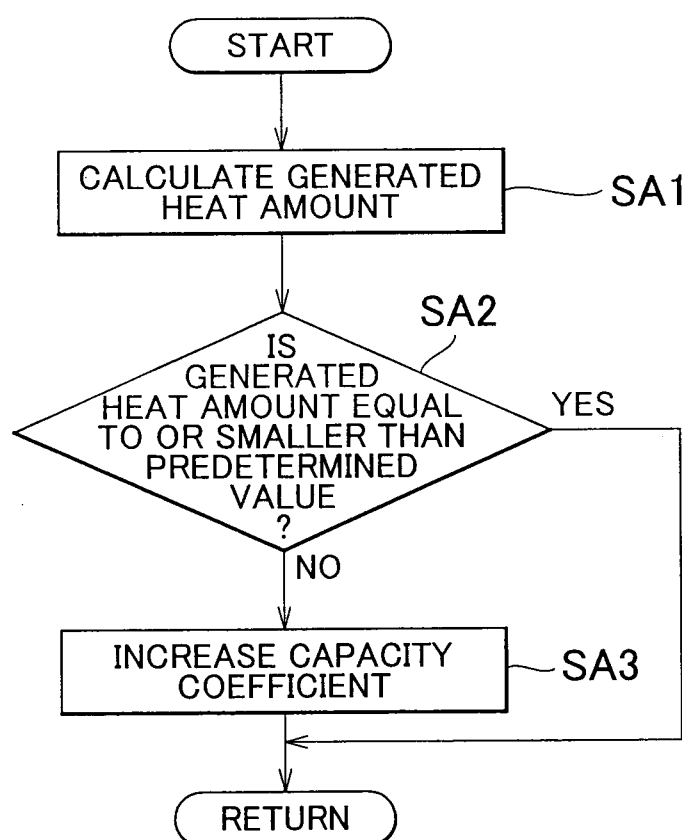 START
CALCULATE GENERATED
HEAT AMOUNT
SA1
SA2
IS
GENERATED
HEAT AMOUNT EQUAL
TO OR SMALLER THAN
PREDETERMINED
VALUE
?
YES
NO
INCREASE CAPACITY
COEFFICIENT
SA3
RETURN